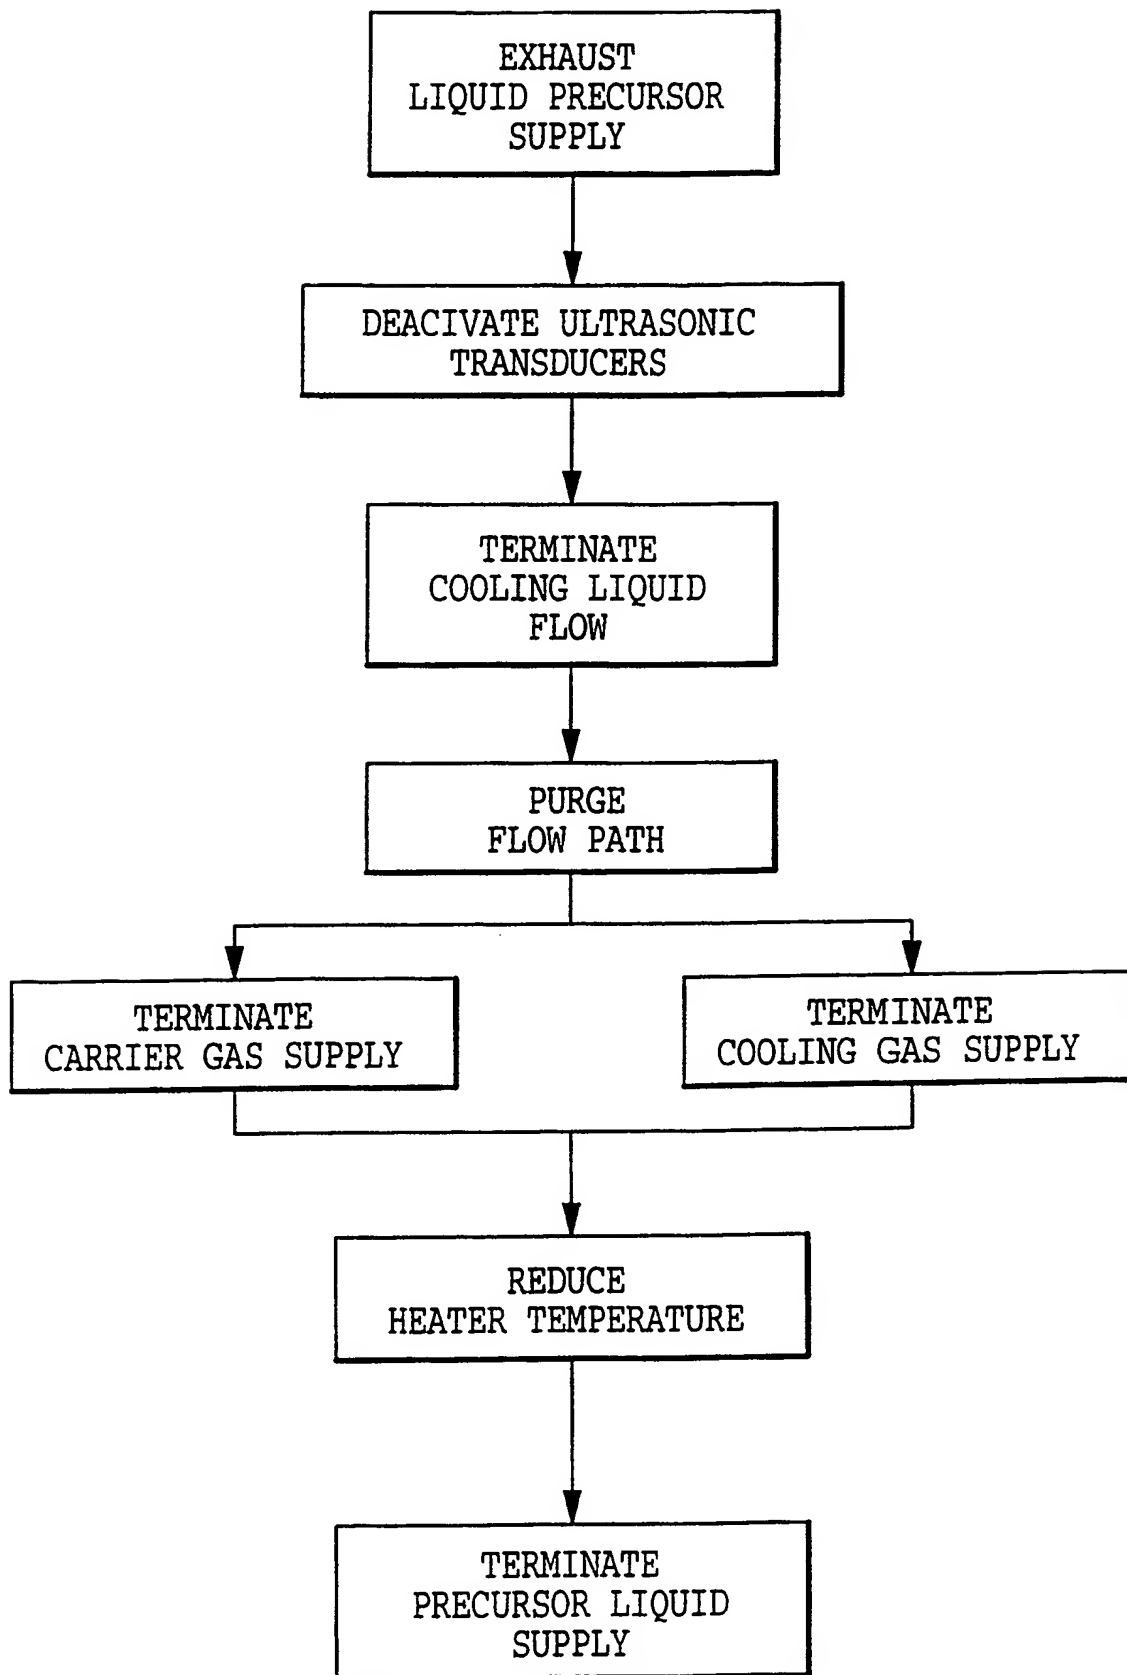 EXHAUST
LIQUID PRECURSOR
SUPPLY
DEACIVATE ULTRASONIC
TRANSDUCERS
TERMINATE
COOLING LIQUID
FLOW
PURGE
FLOW PATH
TERMINATE
CARRIER GAS SUPPLY
TERMINATE
COOLING GAS SUPPLY
REDUCE
HEATER TEMPERATURE
TERMINATE
PRECURSOR LIQUID
SUPPLY